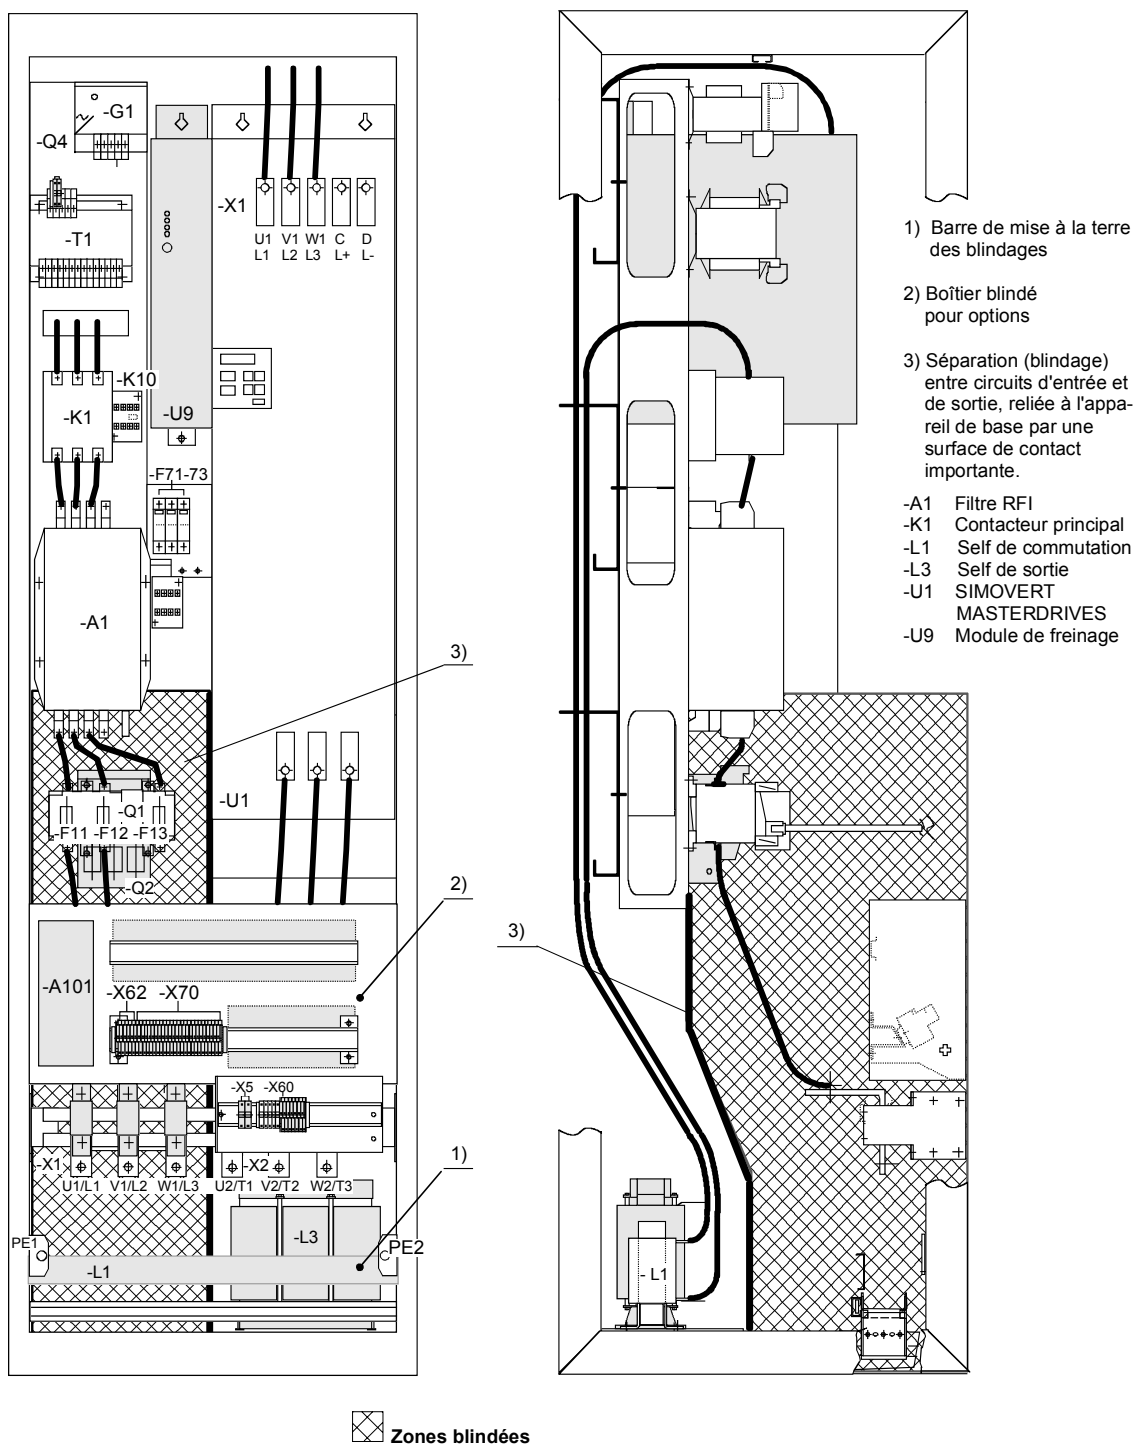 -G1
-Q4
-T1
-X1
U1 V1 W1 C D
L1 L2 L3 L+ L-
-K10
-K1
-U9
-F71-73
-A1
3)
-U1
-Q1
-F11 -F12 -F13
-Q2
2)
-A101
-X62 -X70
-X5 -X60
-X1
-X2
U1/L1 V1/L2 W1/L3 U2/T1 V2/T2 W2/T3
1)
PE1
-L3
PE2
-L1
3)
- L1
1) Barre de mise à la terre
des blindages
2) Boîtier blindé
pour options
3) Séparation (blindage)
entre circuits d'entrée et
de sortie, reliée à l'appa-
reil de base par une
surface de contact
importante.
-A1 Filtre RFI
-K1 Contacteur principal
-L1 Self de commutation
-L3 Self de sortie
-U1 SIMOVERT
MASTERDRIVES
-U9 Module de freinage
Zones blindées